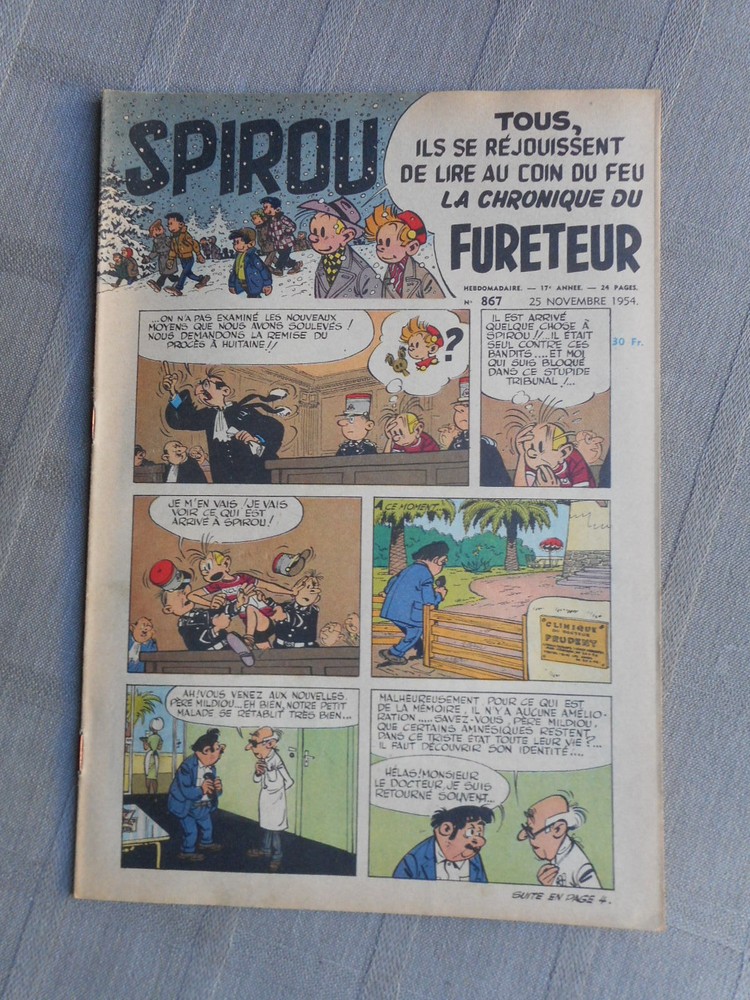 SPIROU
TOUS,
ILS SE RÉJOUISSENT
DE LIRE AU COIN DU FEU
LA CHRONIQUE DU
FURETEUR
HEBDOMADAIRE. — 17e ANNEE. — 24 PAGES.
N° 867 25 NOVEMBRE 1954.
30 Fr.
...ON N'A PAS EXAMINÉ LES NOUVEAUX
MOYENS QUE NOUS AVONS SOULEVÉS!
NOUS DEMANDONS LA REMISE DU
PROCÈS À HUITAINE!!
?
IL EST ARRIVÉ
QUELQUE CHOSE À
SPIROU!!.. IL ÉTAIT
SEUL CONTRE CES
BANDITS....ET MOI
QUI SUIS BLOQUÉ
DANS CE STUPIDE
TRIBUNAL!...
JE M'EN VAIS! JE VAIS
VOIR CE QUI EST
ARRIVÉ À SPIROU!
A CE MOMENT...
CLINIQUE
DU DOCTEUR
PRUDENT
AH! VOUS VENEZ AUX NOUVELLES,
PÈRE MILDIOU...EH BIEN, NOTRE PETIT
MALADE SE RÉTABLIT TRÈS BIEN...
MALHEUREUSEMENT, POUR CE QUI EST
DE LA MÉMOIRE, IL N'Y A AUCUNE AMÉLIO-
RATION.....SAVEZ-VOUS, PÈRE MILDIOU,
QUE CERTAINS AMNÉSIQUES RESTENT
DANS CE TRISTE ÉTAT TOUTE LEUR VIE?...
IL FAUT DÉCOUVRIR SON IDENTITÉ....
HÉLAS! MONSIEUR
LE DOCTEUR, JE SUIS
RETOURNÉ SOUVENT...
SUITE EN PAGE 4.